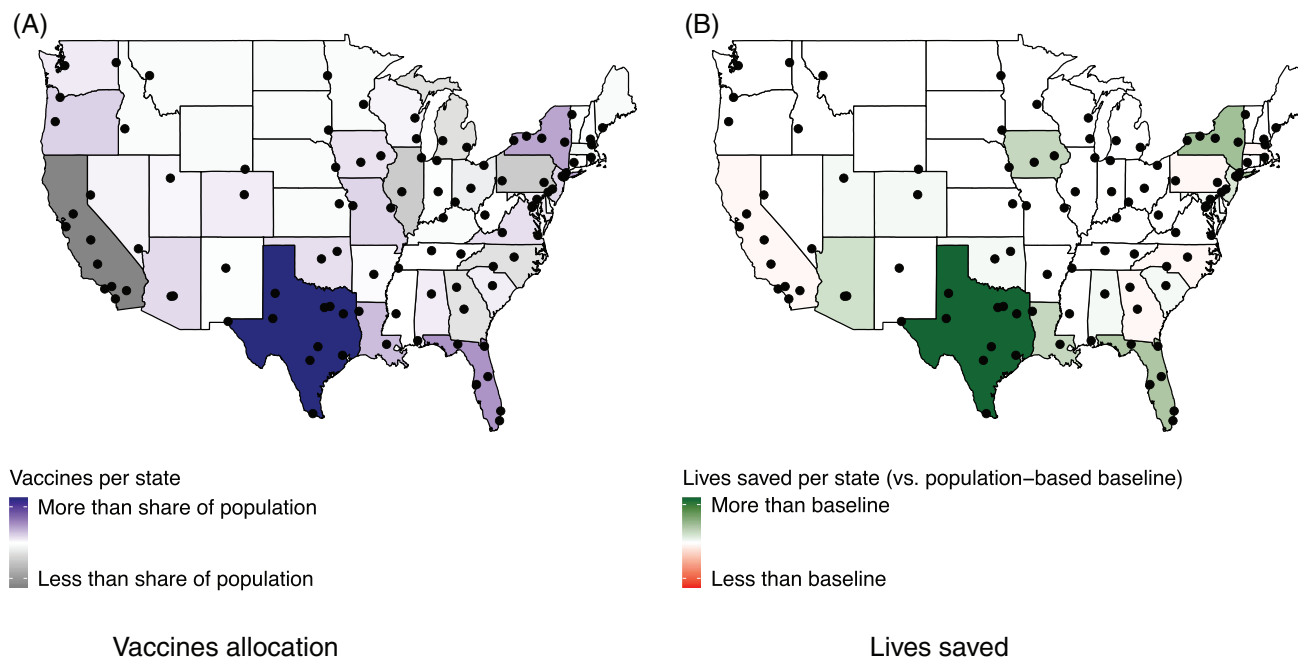 (A)
(B)
Vaccines per state
More than share of population
Less than share of population
Lives saved per state (vs. population−based baseline)
More than baseline
Less than baseline
Vaccines allocation
Lives saved